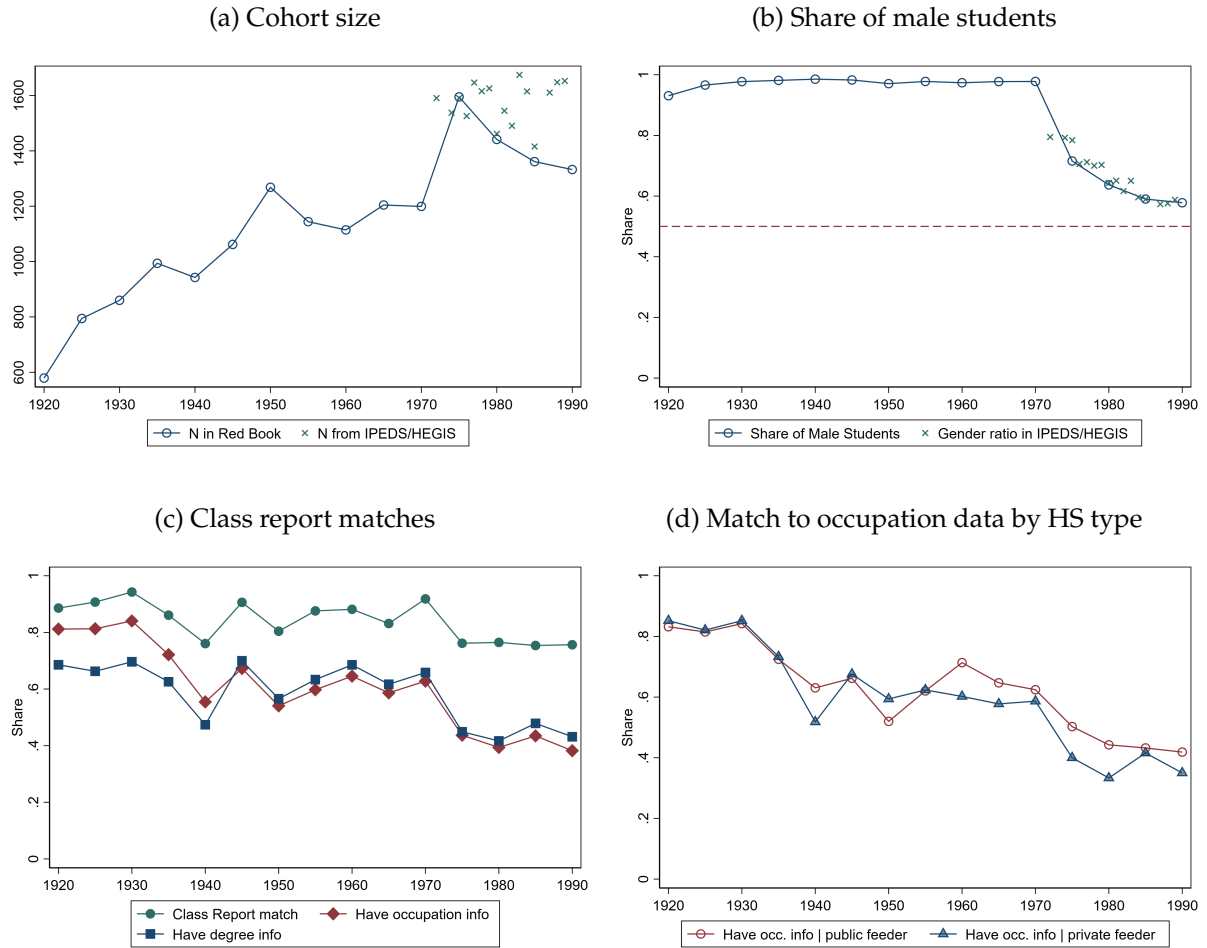 (a) Cohort size
1600
1400
1200
1000
800
600
1920 1930 1940 1950 1960 1970 1980 1990
N in Red Book N from IPEDS/HEGIS
(b) Share of male students
1
.8
.6
Share
.4
.2
0
1920 1930 1940 1950 1960 1970 1980 1990
Share of Male Students Gender ratio in IPEDS/HEGIS
(c) Class report matches
1
.8
.6
Share
.4
.2
0
1920 1930 1940 1950 1960 1970 1980 1990
Class Report match Have occupation info
Have degree info
(d) Match to occupation data by HS type
1
.8
.6
Share
.4
.2
0
1920 1930 1940 1950 1960 1970 1980 1990
Have occ. info | public feeder Have occ. info | private feeder